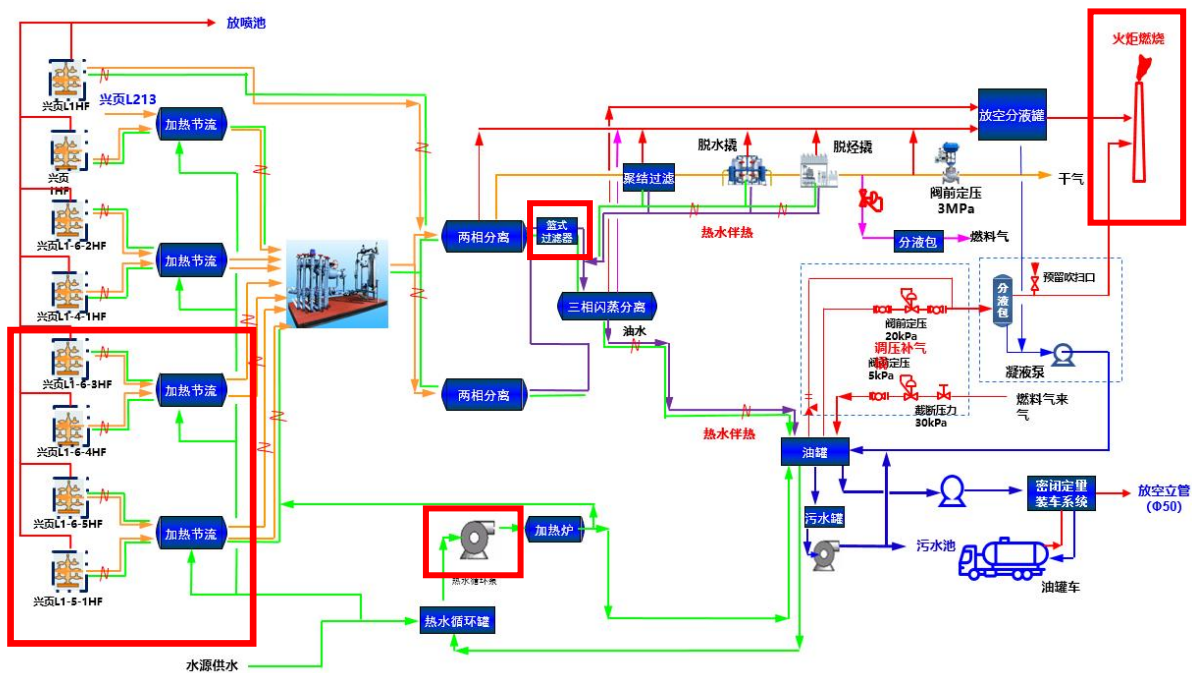 放喷池
火炬燃烧
兴页L1HF
兴页L213
加热节流
放空分液罐
兴页
1HF
脱水撬
脱烃撬
聚结过滤
干气
阀前定压
3MPa
兴页L1-6-2HF
加热节流
两相分离
篮式
过滤器
热水伴热
分液包
燃料气
兴页L1-4-1HF
三相闪蒸分离
油水
分液包
预留吹扫口
阀前定压
20kPa
调压补气
5kPa
凝液泵
兴页L1-6-3HF
加热节流
两相分离
截断压力
30kPa
燃料气来
气
兴页L1-6-4HF
热水伴热
油罐
兴页L1-6-5HF
加热节流
加热炉
热水循环泵
污水罐
污水池
密闭定量
装车系统
放空立管
(Φ50)
油罐车
兴页L1-5-1HF
热水循环罐
水源供水